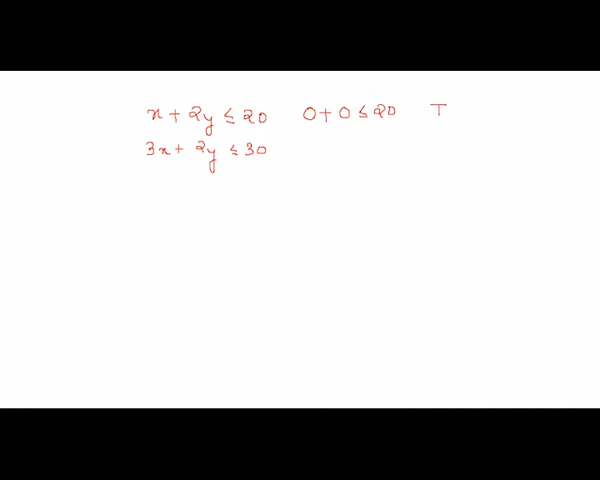 x + 2y ≤ 20 0 + 0 ≤ 20 T
3x + 2y ≤ 30